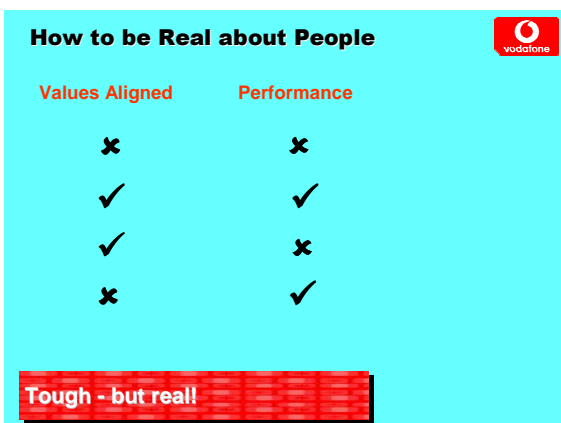 How to be Real about People
vodafone
Values Aligned Performance
✘ ✘
✓ ✓
✓ ✘
✘ ✓
Tough - but real!